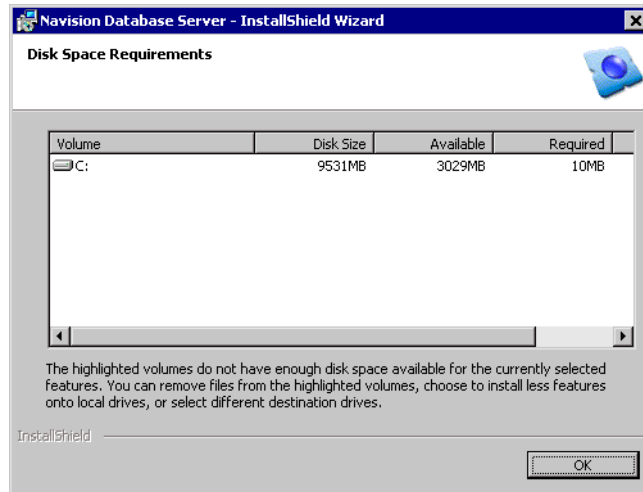 Navision Database Server - InstallShield Wizard
Disk Space Requirements
Volume Disk Size Available Required
C: 9531MB 3029MB 10MB
The highlighted volumes do not have enough disk space available for the currently selected
features. You can remove files from the highlighted volumes, choose to install less features
onto local drives, or select different destination drives.
InstallShield
OK